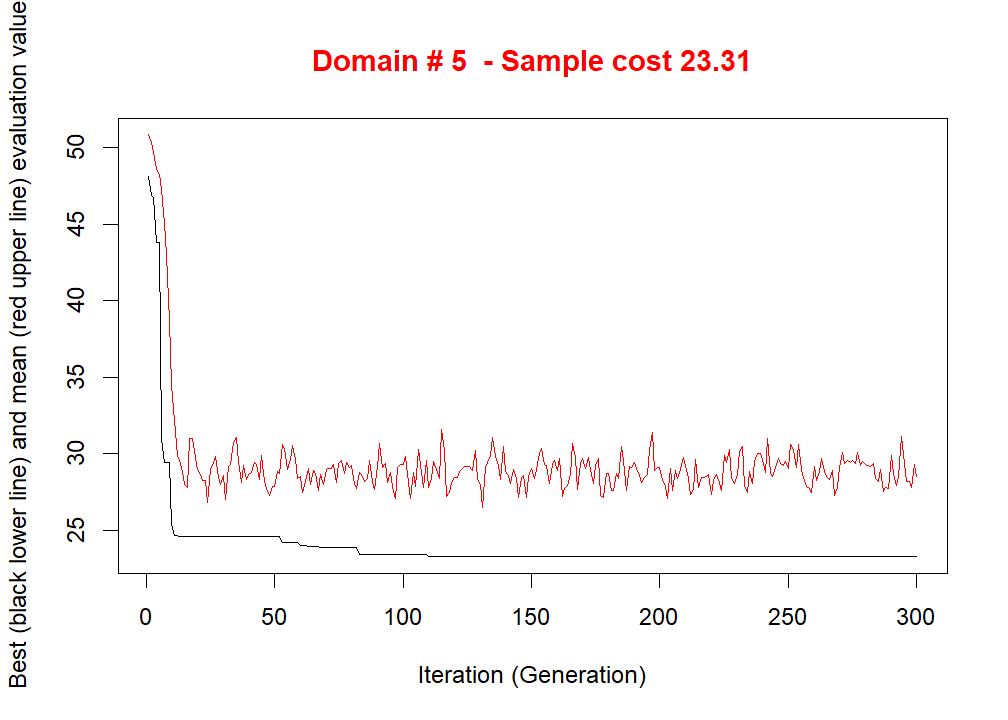 Domain # 5  - Sample cost 23.31
Best (black lower line) and mean (red upper line) evaluation value
50
45
40
35
30
25
0 50 100 150 200 250 300
Iteration (Generation)